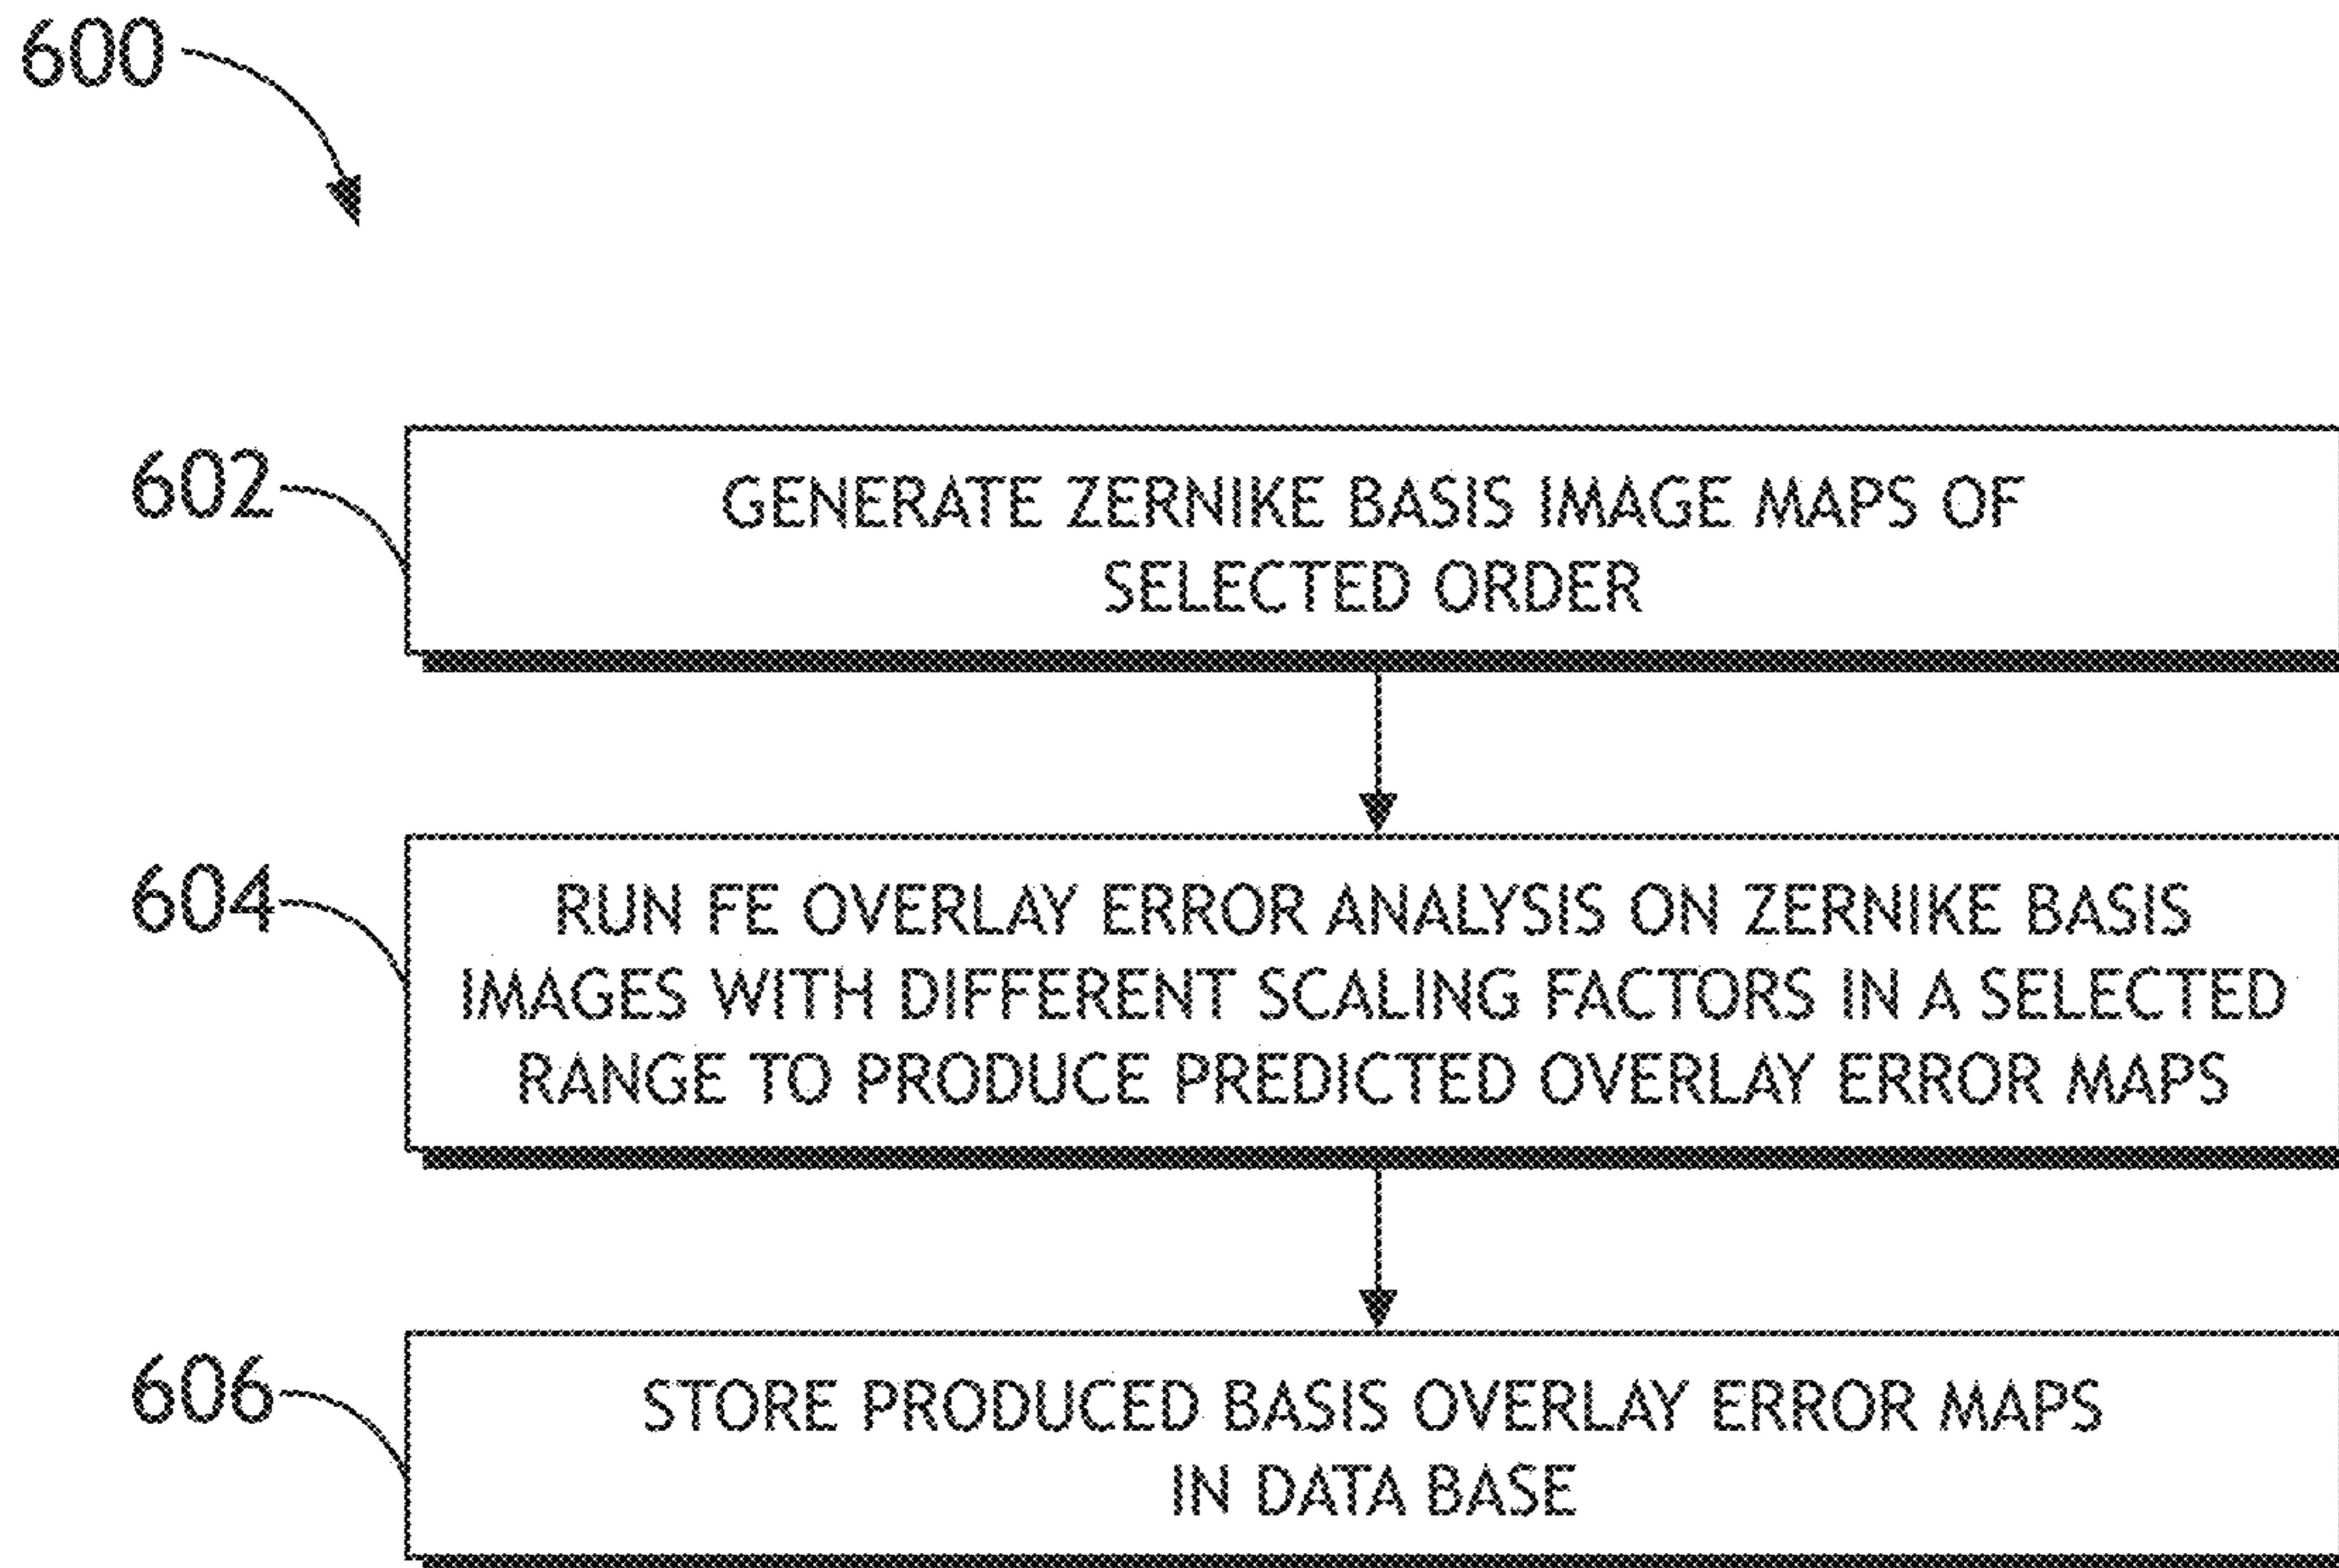 600
602
GENERATE ZERNIKE BASIS IMAGE MAPS OF
SELECTED ORDER
604
RUN FE OVERLAY ERROR ANALYSIS ON ZERNIKE BASIS
IMAGES WITH DIFFERENT SCALING FACTORS IN A SELECTED
RANGE TO PRODUCE PREDICTED OVERLAY ERROR MAPS
606
STORE PRODUCED BASIS OVERLAY ERROR MAPS
IN DATA BASE